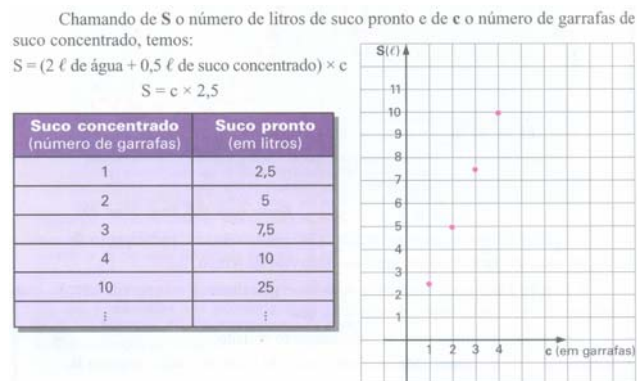 Chamando de S o número de litros de suco pronto e de c o número de garrafas de
suco concentrado, temos:
S = (2 ℓ de água + 0,5 ℓ de suco concentrado) × c
S = c × 2,5
Suco concentrado
(número de garrafas)
Suco pronto
(em litros)
1 2,5
2 5
3 7,5
4 10
10 25
⋮ ⋮
S(ℓ)
11
10
9
8
7
6
5
4
3
2
1
1 2 3 4 c (em garrafas)